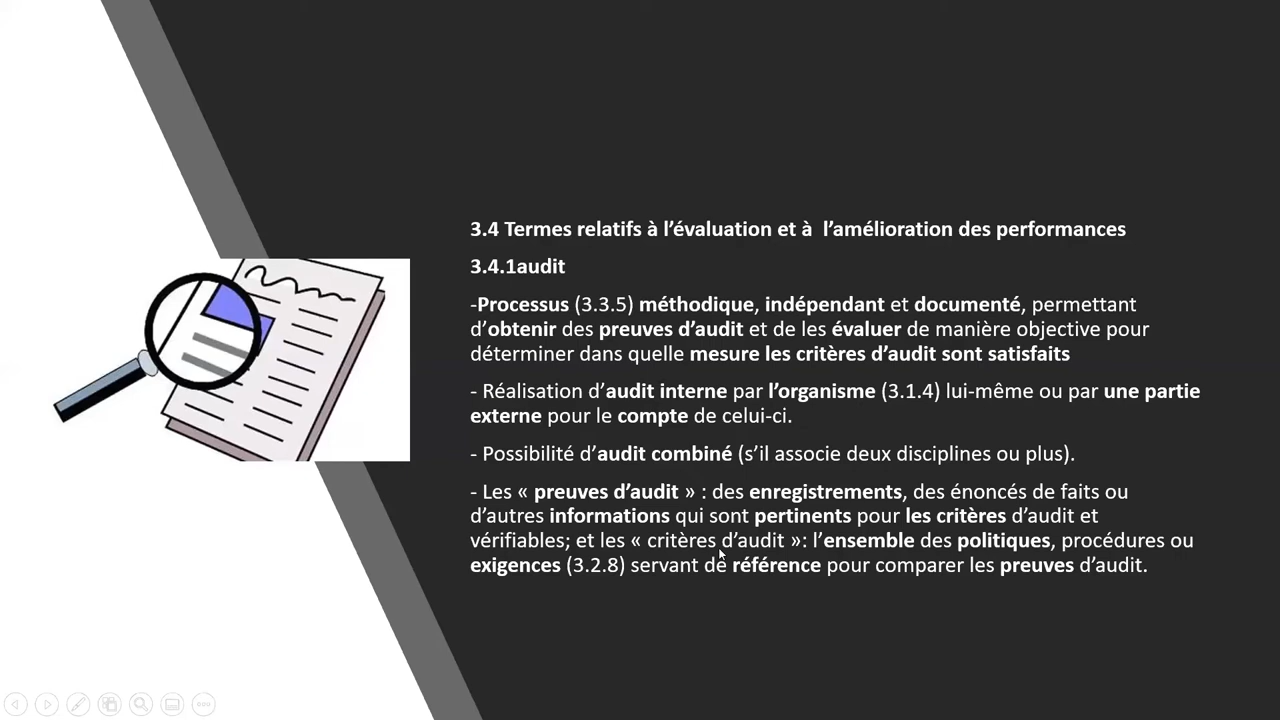 3.4 Termes relatifs à l’évaluation et à  l’amélioration des performances
3.4.1audit
-Processus (3.3.5) méthodique, indépendant et documenté, permettant
d’obtenir des preuves d’audit et de les évaluer de manière objective pour
déterminer dans quelle mesure les critères d’audit sont satisfaits
- Réalisation d’audit interne par l’organisme (3.1.4) lui-même ou par une partie
externe pour le compte de celui-ci.
- Possibilité d’audit combiné (s’il associe deux disciplines ou plus).
- Les « preuves d’audit » : des enregistrements, des énoncés de faits ou
d’autres informations qui sont pertinents pour les critères d’audit et
vérifiables; et les « critères d’audit »: l’ensemble des politiques, procédures ou
exigences (3.2.8) servant de référence pour comparer les preuves d’audit.